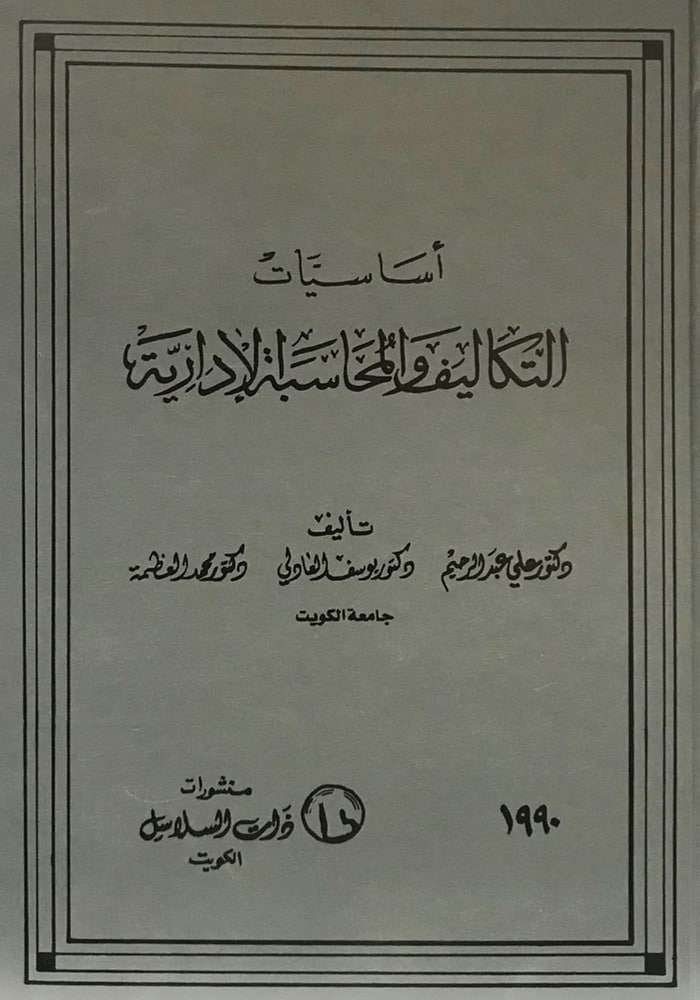 أساسيات
التكاليف والمحاسبة الإدارية
تأليف
دكتور علي عبد الرحيم دكتور يوسف العادلي دكتور محمد العظمة
جامعة الكويت
١٩٩٠
منشورات
ذات السلاسل
الكويت